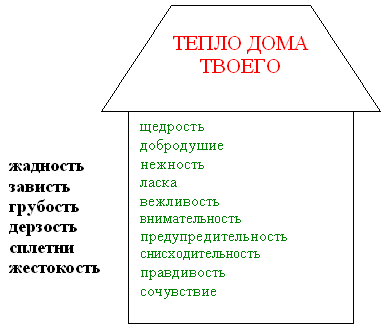 ТЕПЛО ДОМА
ТВОЕГО
щедрость
добродушие
нежность
ласка
вежливость
внимательность
предупредительность
снисходительность
правдивость
сочувствие
жадность
зависть
грубость
дерзость
сплетни
жестокость